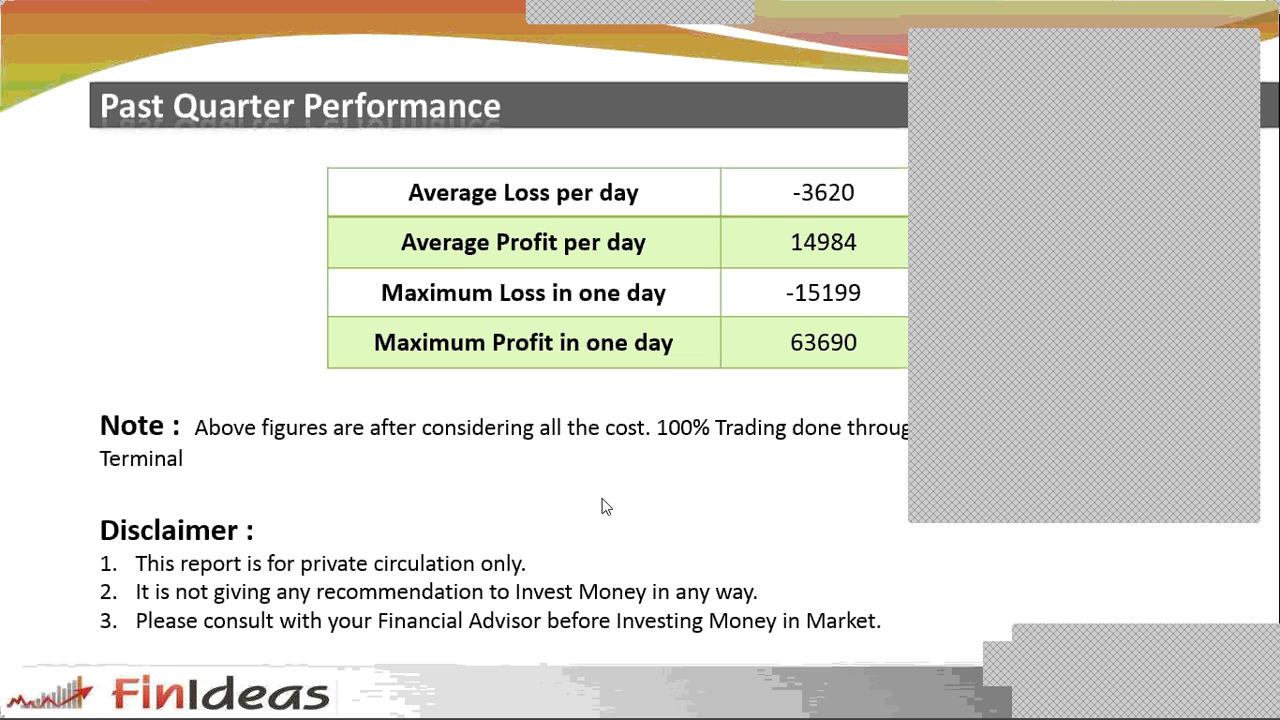 Past Quarter Performance
Average Loss per day -3620
Average Profit per day 14984
Maximum Loss in one day -15199
Maximum Profit in one day 63690
Note : Above figures are after considering all the cost. 100% Trading done
Terminal
Disclaimer :
1. This report is for private circulation only.
2. It is not giving any recommendation to Invest Money in any way.
3. Please consult with your Financial Advisor before Investing Money in Market.
FinIdeas